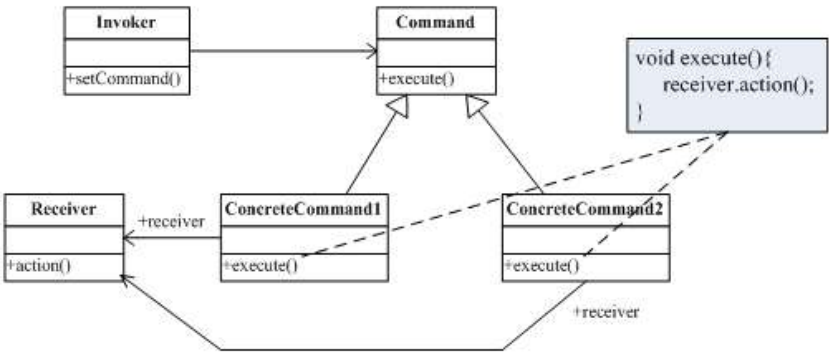 Invoker
+setCommand()
Command
+execute()
void execute(){
receiver.action();
}
Receiver
+action()
+receiver
ConcreteCommand1
+execute()
ConcreteCommand2
+execute()
+receiver